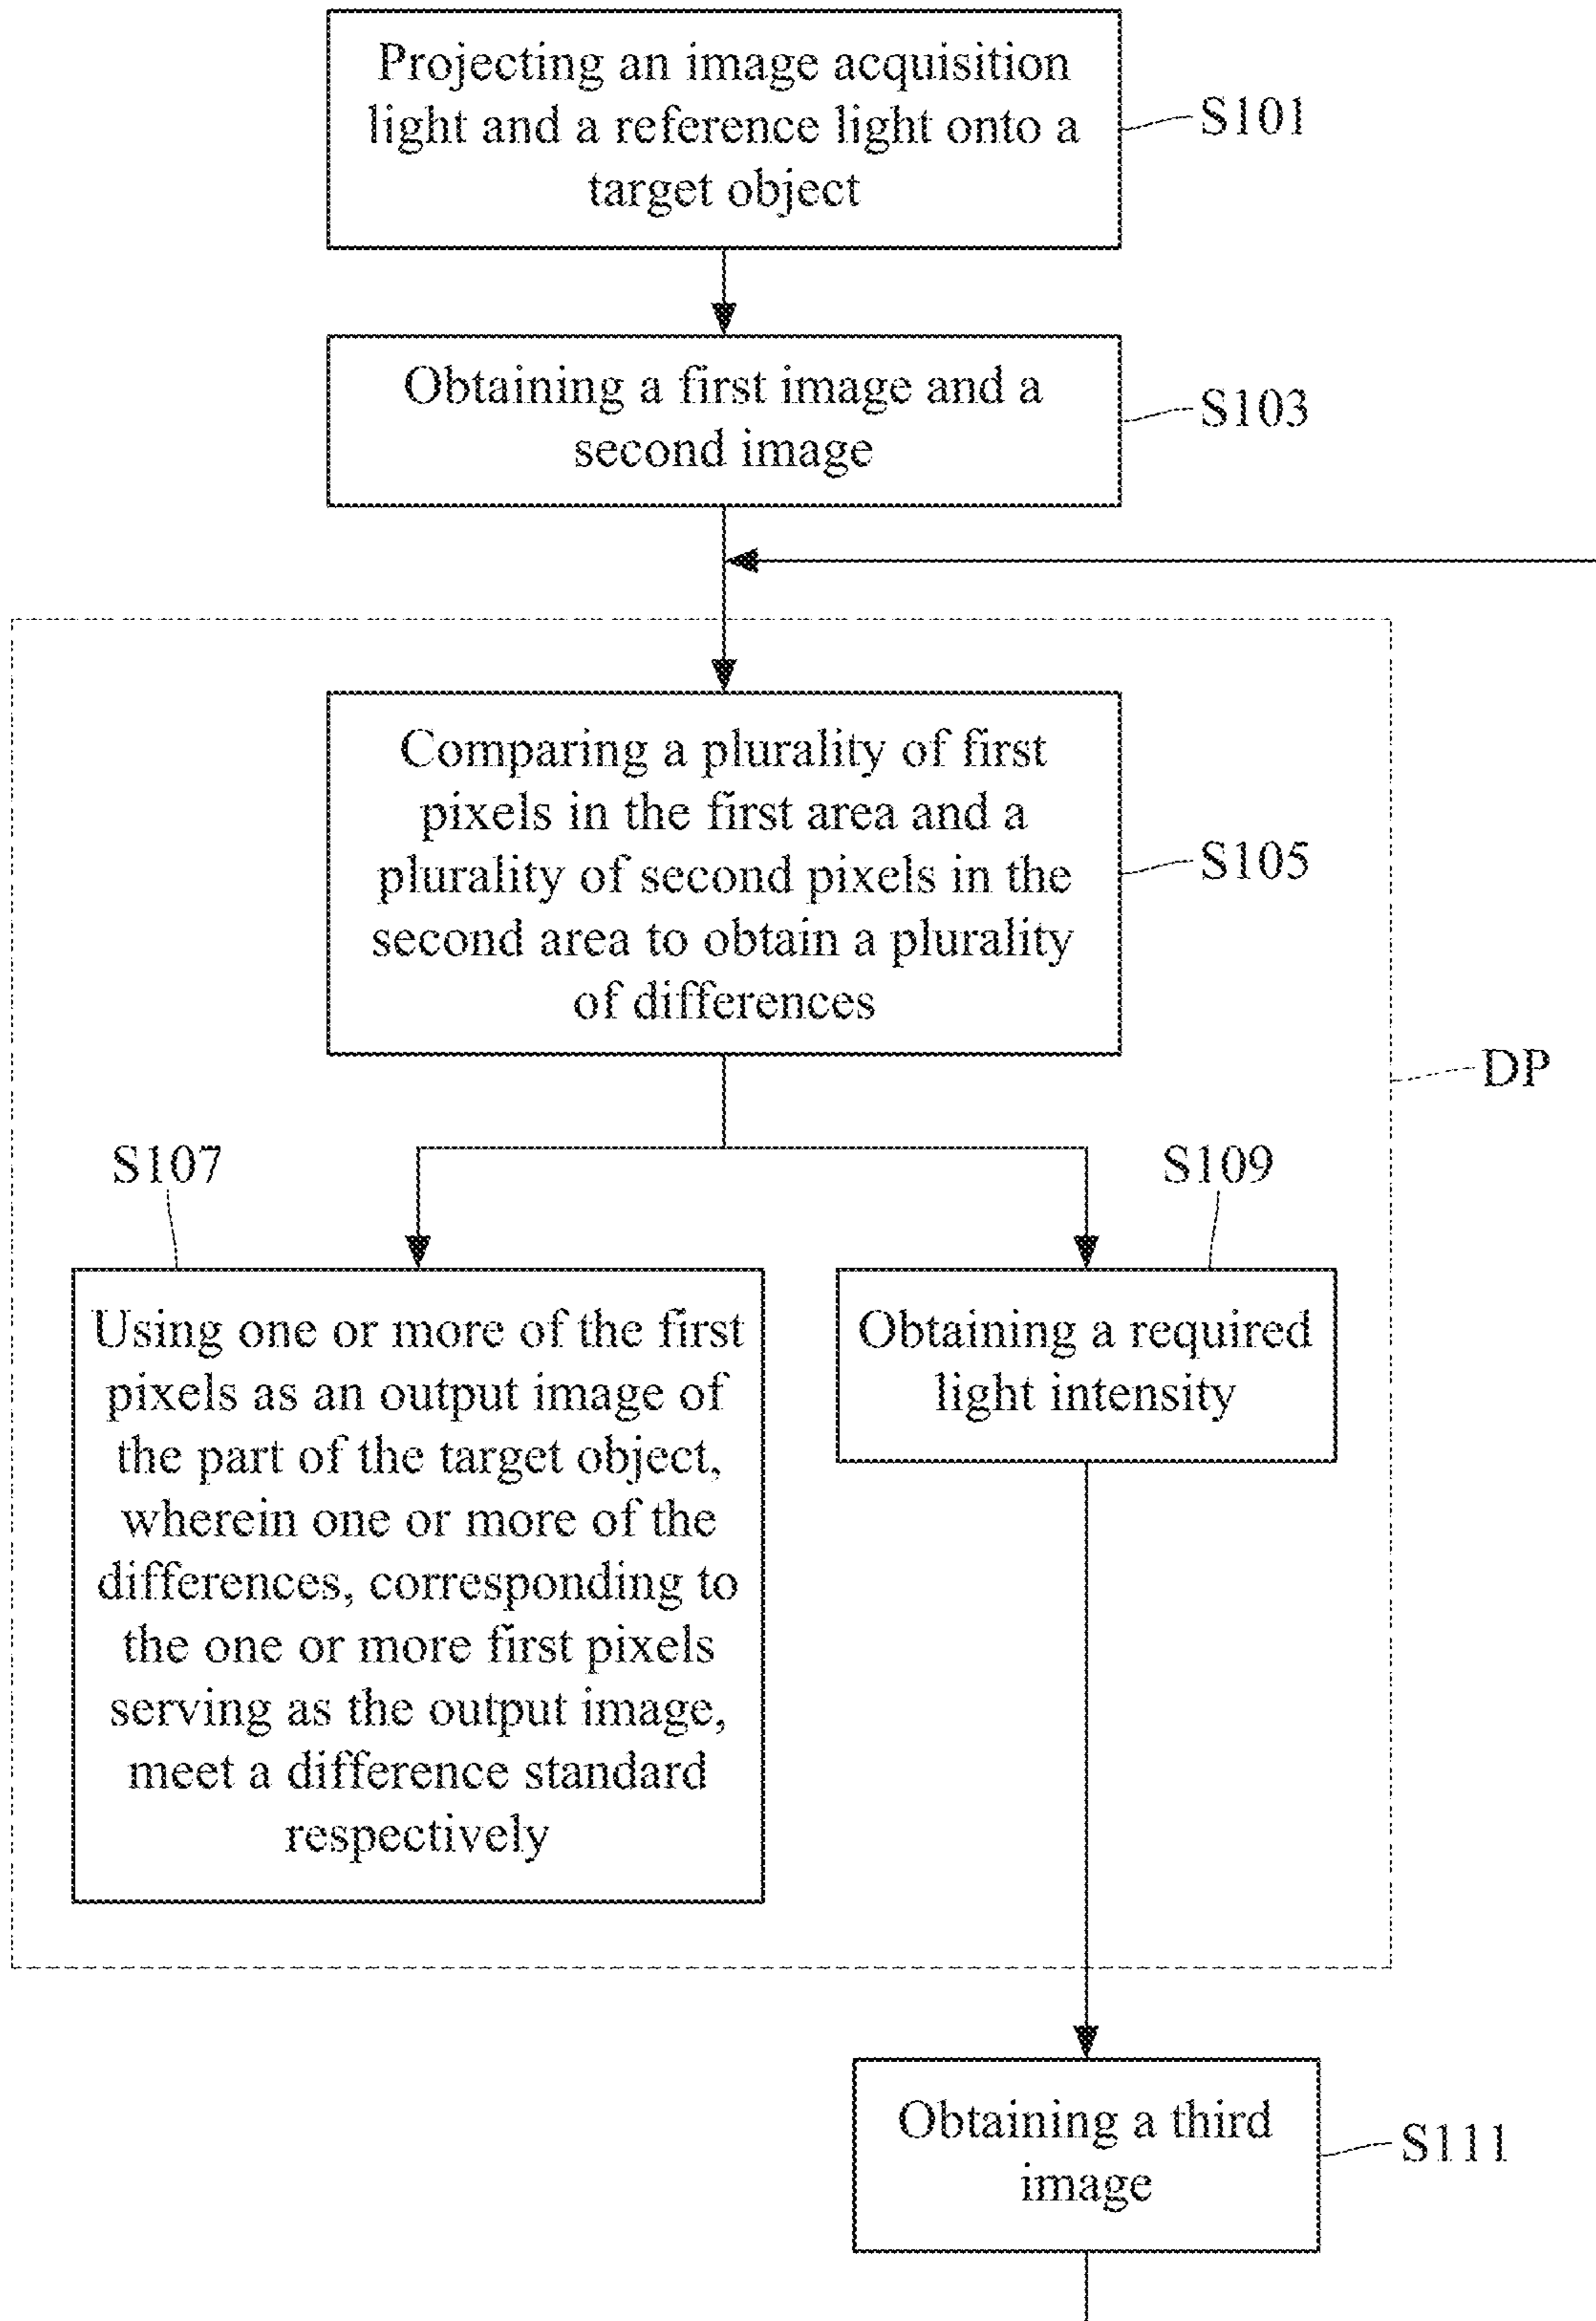 Projecting an image acquisition
light and a reference light onto a
target object
S101
Obtaining a first image and a
second image
S103
Comparing a plurality of first
pixels in the first area and a
plurality of second pixels in the
second area to obtain a plurality
of differences
S105
DP
S107
S109
Using one or more of the first
pixels as an output image of
the part of the target object,
wherein one or more of the
differences, corresponding to
the one or more first pixels
serving as the output image,
meet a difference standard
respectively
Obtaining a required
light intensity
Obtaining a third
image
S111